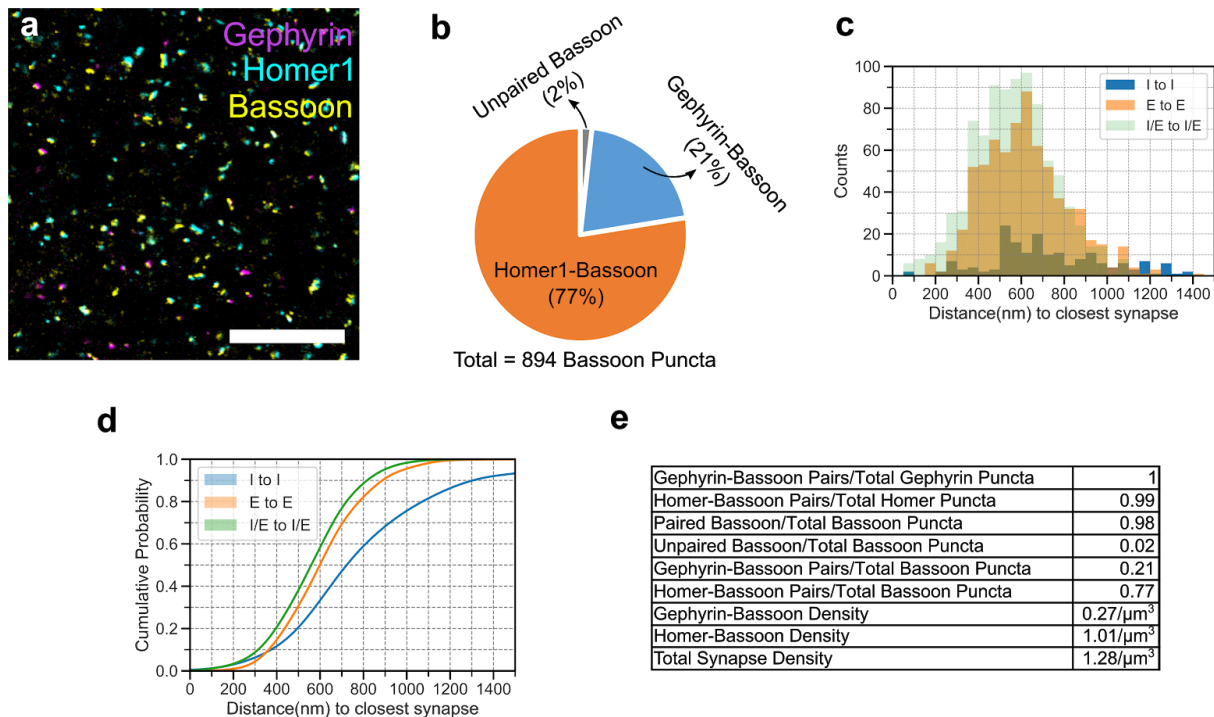 a
Gephyrin
Homer1
Bassoon
b
Unpaired Bassoon
(2%)
Gephyrin-Bassoon
(21%)
Homer1-Bassoon
(77%)
Total = 894 Bassoon Puncta
c
100
80
60
40
20
0
Counts
I to I
E to E
I/E to I/E
0 200 400 600 800 1000 1200 1400
Distance(nm) to closest synapse
d
1.0
0.8
0.6
0.4
0.2
0.0
Cumulative Probability
I to I
E to E
I/E to I/E
0 200 400 600 800 1000 1200 1400
Distance(nm) to closest synapse
e
Gephyrin-Bassoon Pairs/Total Gephyrin Puncta 1
Homer-Bassoon Pairs/Total Homer Puncta 0.99
Paired Bassoon/Total Bassoon Puncta 0.98
Unpaired Bassoon/Total Bassoon Puncta 0.02
Gephyrin-Bassoon Pairs/Total Bassoon Puncta 0.21
Homer-Bassoon Pairs/Total Bassoon Puncta 0.77
Gephyrin-Bassoon Density 0.27/µm³
Homer-Bassoon Density 1.01/µm³
Total Synapse Density 1.28/µm³